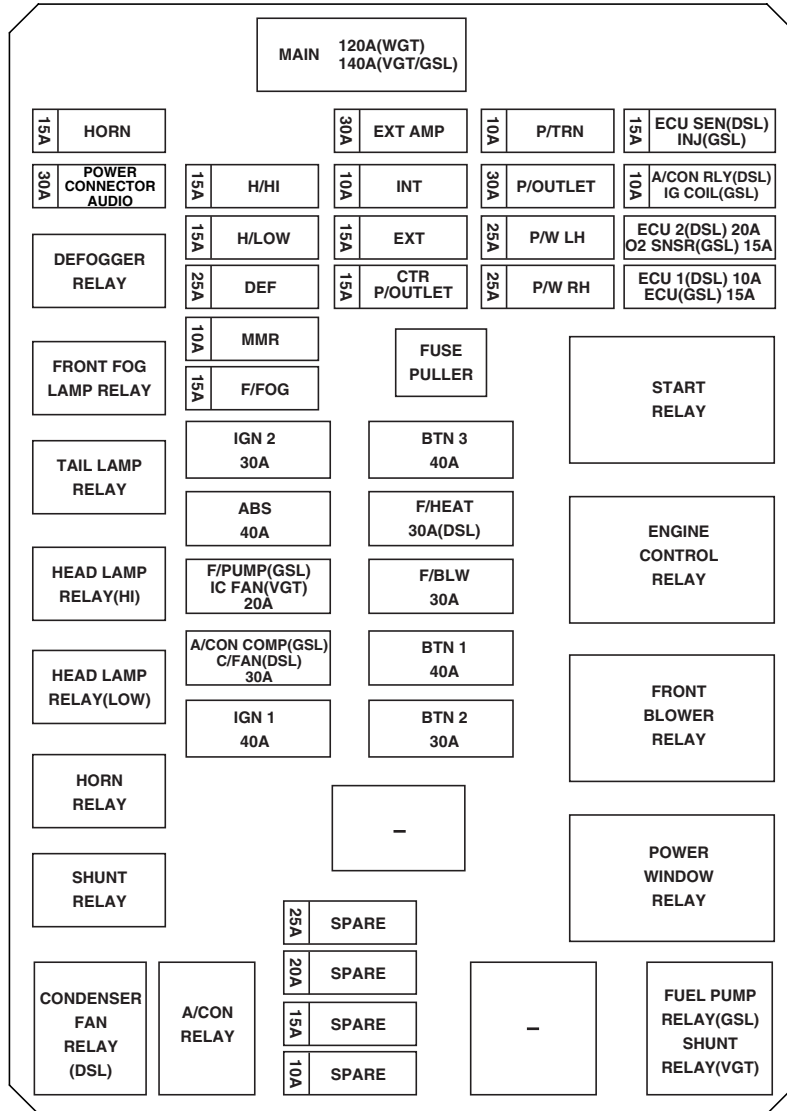 MAIN 120A(WGT)
140A(VGT/GSL)
15A HORN
30A EXT AMP
10A P/TRN
15A ECU SEN(DSL)
INJ(GSL)
30A POWER
CONNECTOR
AUDIO
15A H/HI
10A INT
30A P/OUTLET
10A A/CON RLY(DSL)
IG COIL(GSL)
DEFOGGER
RELAY
15A H/LOW
15A EXT
25A P/W LH
ECU 2(DSL) 20A
O2 SNSR(GSL) 15A
25A DEF
15A CTR
P/OUTLET
25A P/W RH
ECU 1(DSL) 10A
ECU(GSL) 15A
10A MMR
FRONT FOG
LAMP RELAY
15A F/FOG
FUSE
PULLER
START
RELAY
TAIL LAMP
RELAY
IGN 2
30A
BTN 3
40A
ABS
40A
F/HEAT
30A(DSL)
ENGINE
CONTROL
RELAY
HEAD LAMP
RELAY(HI)
F/PUMP(GSL)
IC FAN(VGT)
20A
F/BLW
30A
HEAD LAMP
RELAY(LOW)
A/CON COMP(GSL)
C/FAN(DSL)
30A
BTN 1
40A
FRONT
BLOWER
RELAY
IGN 1
40A
BTN 2
30A
HORN
RELAY
–
POWER
WINDOW
RELAY
SHUNT
RELAY
25A SPARE
20A SPARE
15A SPARE
10A SPARE
CONDENSER
FAN
RELAY
(DSL)
A/CON
RELAY
–
FUEL PUMP
RELAY(GSL)
SHUNT
RELAY(VGT)